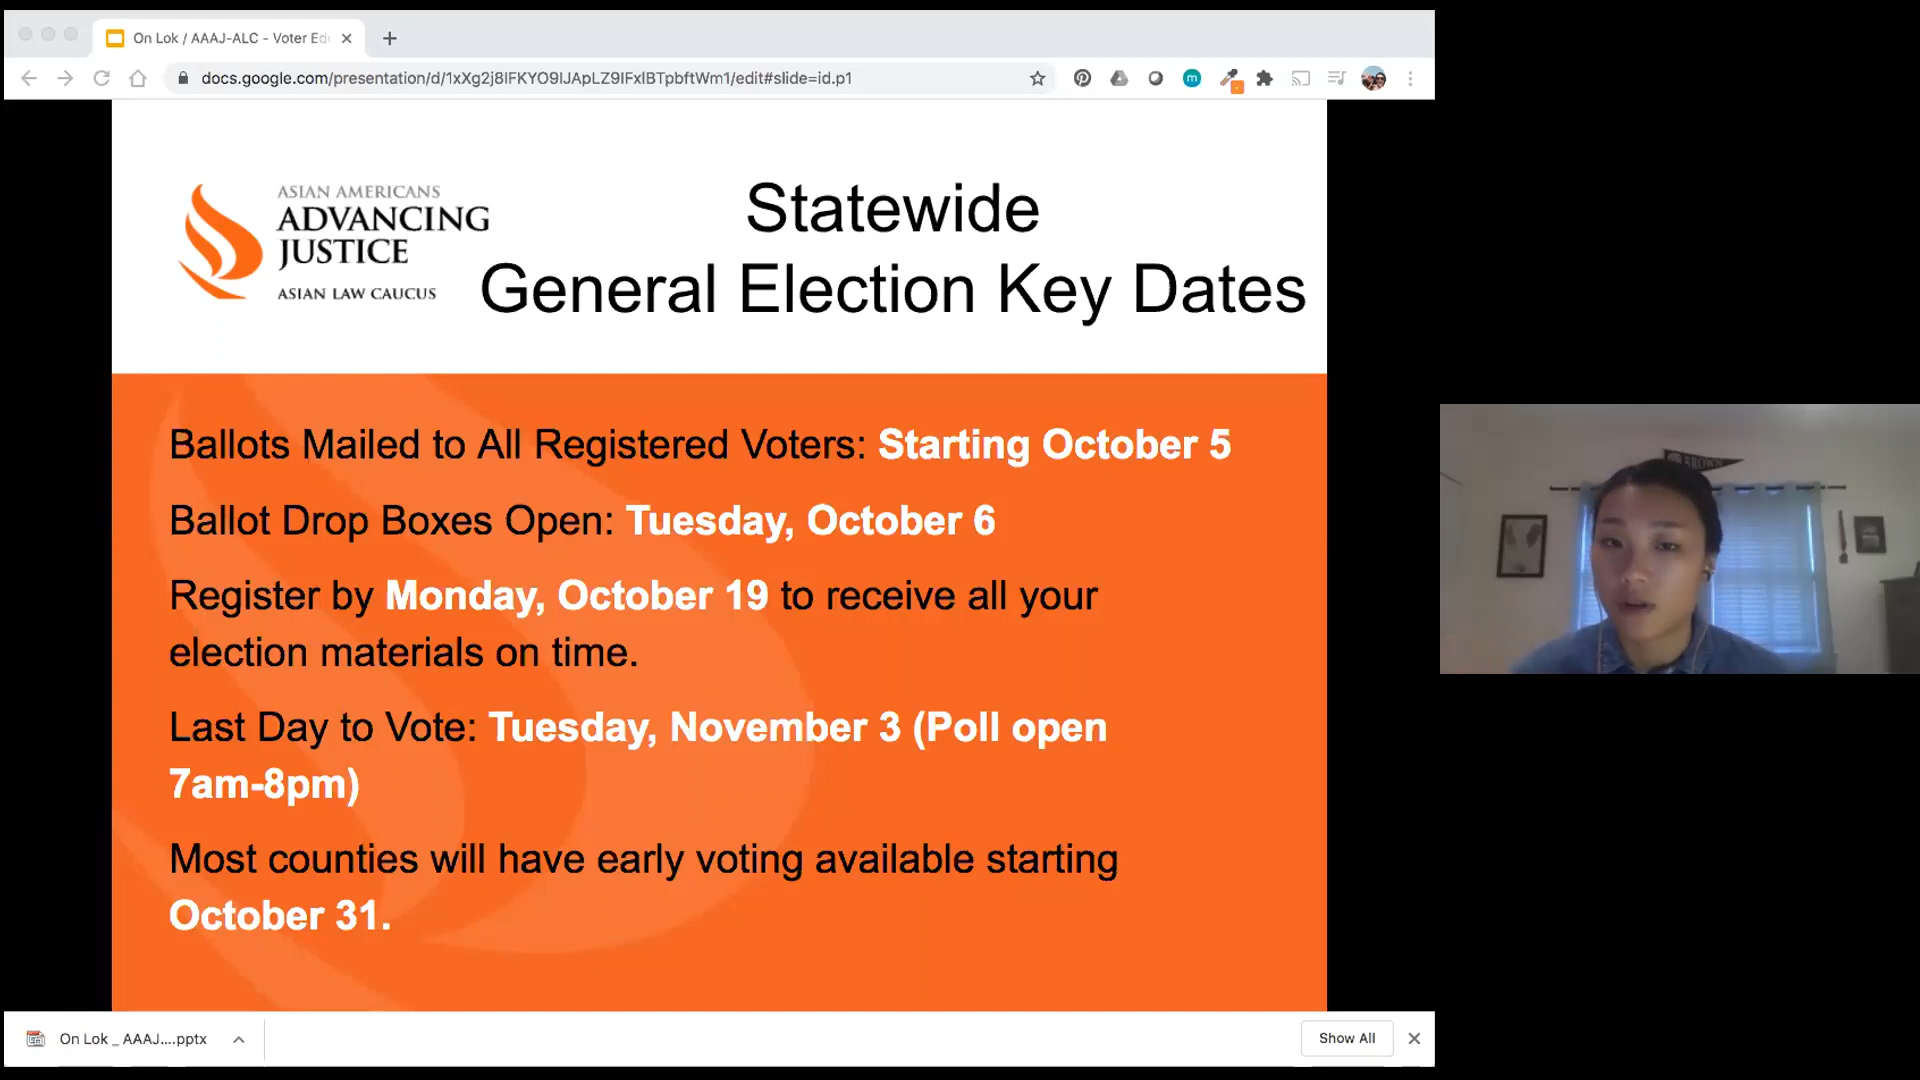 On Lok / AAAJ-ALC - Voter Ed
docs.google.com/presentation/d/1xXg2j8IFKYO9IJApLZ9IFxIBTpbftWm1/edit#slide=id.p1
ASIAN AMERICANS
ADVANCING
JUSTICE
ASIAN LAW CAUCUS
Statewide
General Election Key Dates
Ballots Mailed to All Registered Voters: Starting October 5
Ballot Drop Boxes Open: Tuesday, October 6
Register by Monday, October 19 to receive all your
election materials on time.
Last Day to Vote: Tuesday, November 3 (Poll open
7am-8pm)
Most counties will have early voting available starting
October 31.
BROWN
On Lok _ AAAJ....pptx
Show All